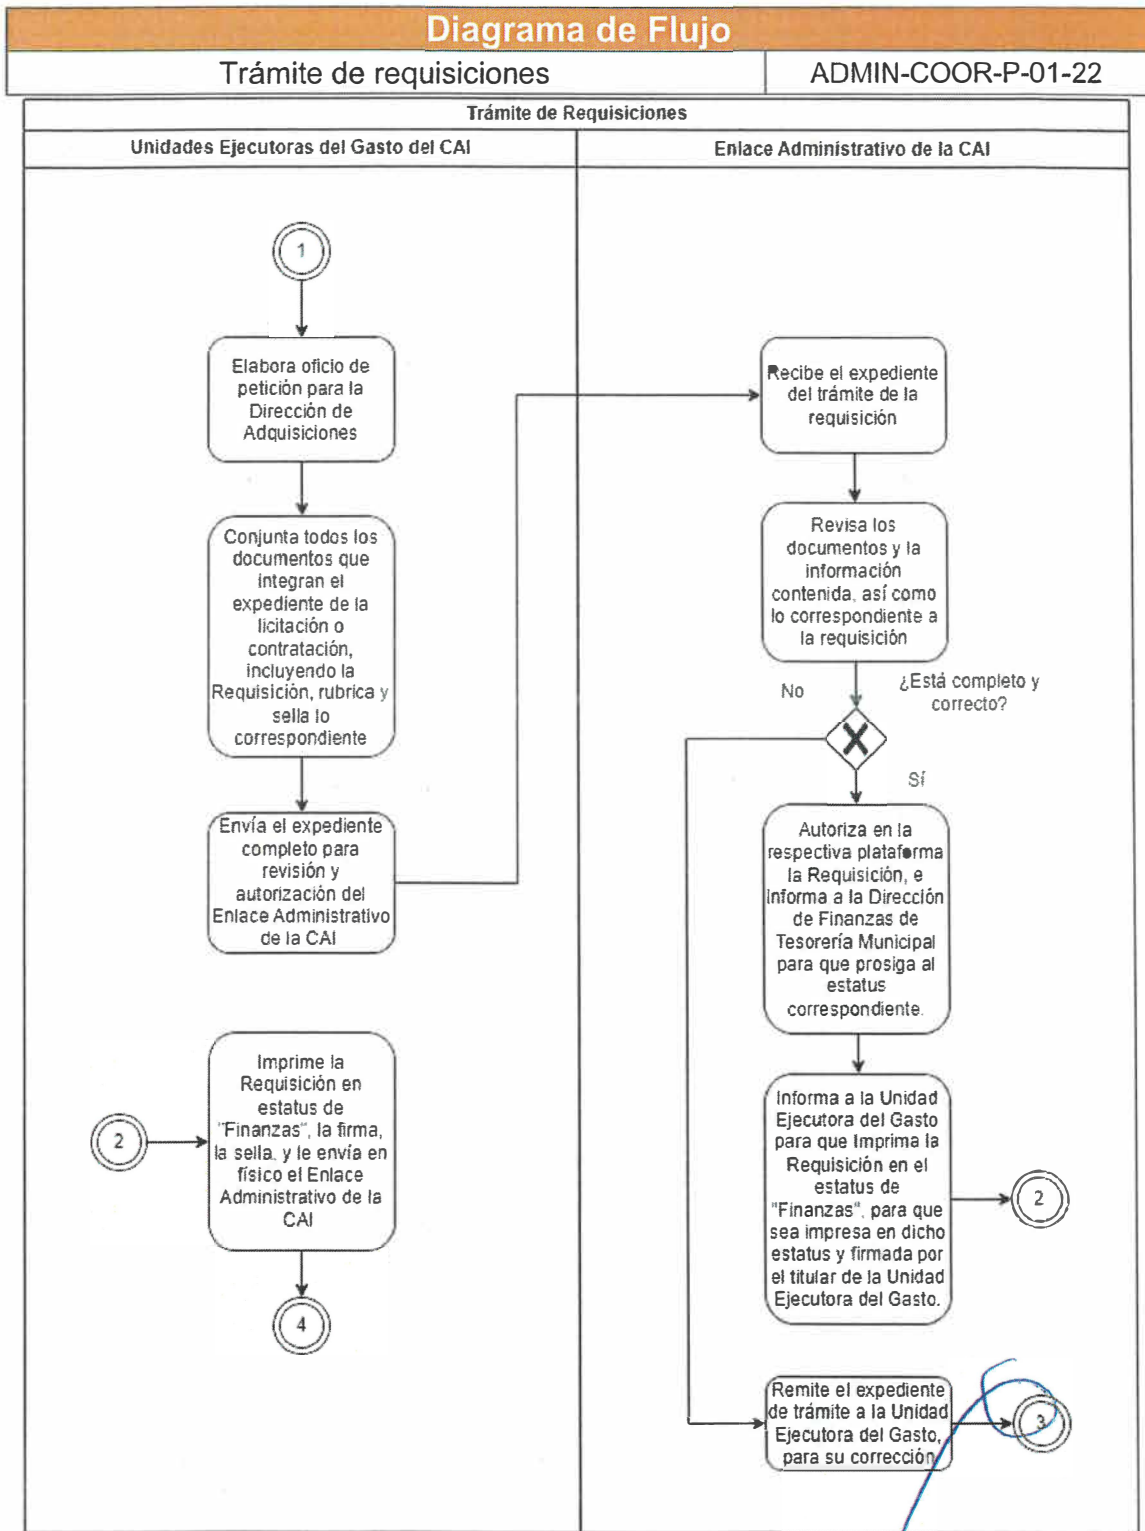 Diagrama de Flujo
Trámite de requisiciones
ADMIN-COOR-P-01-22
Trámite de Requisiciones
Unidades Ejecutoras del Gasto del CAI
Enlace Administrativo de la CAI
1
Elabora oficio de
petición para la
Dirección de
Adquisiciones
Conjunta todos los
documentos que
integran el
expediente de la
licitación o
contratación,
incluyendo la
Requisición, rubrica y
sella lo
correspondiente
Envía el expediente
completo para
revisión y
autorización del
Enlace Administrativo
de la CAI
2
Imprime la
Requisición en
estatus de
"Finanzas", la firma,
la sella, y le envía en
físico el Enlace
Administrativo de la
CAI
4
Recibe el expediente
del trámite de la
requisición
Revisa los
documentos y la
información
contenida, así como
lo correspondiente a
la requisición
No
¿Está completo y
correcto?
Sí
Autoriza en la
respectiva plataforma
la Requisición, e
Informa a la Dirección
de Finanzas de
Tesorería Municipal
para que prosiga al
estatus
correspondiente.
Informa a la Unidad
Ejecutora del Gasto
para que Imprima la
Requisición en el
estatus de
"Finanzas", para que
sea impresa en dicho
estatus y firmada por
el titular de la Unidad
Ejecutora del Gasto.
2
Remite el expediente
de trámite a la Unidad
Ejecutora del Gasto,
para su corrección
3